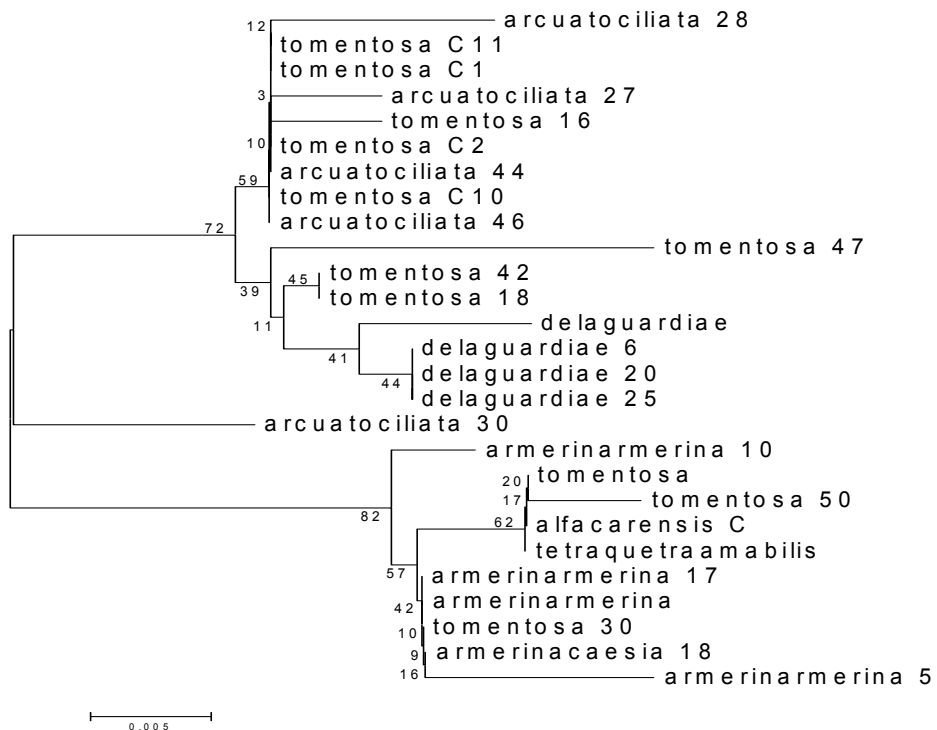 arcuatociliata 28
12
tomentosa C11
tomentosa C1
3
arcuatociliata 27
tomentosa 16
10
tomentosa C2
arcuatociliata 44
59
tomentosa C10
arcuatociliata 46
72
tomentosa 47
tomentosa 42
45
39
tomentosa 18
11
delaguardiae
delaguardiae 6
41
delaguardiae 20
44
delaguardiae 25
arcuatociliata 30
armerinarmerina 10
tomentosa
20
tomentosa 50
17
82
62
alfacarensis C
tetraquetraamabilis
57
armerinarmerina 17
armerinarmerina
42
tomentosa 30
10
armerinacaesia 18
9
16
armerinarmerina 5
0.005